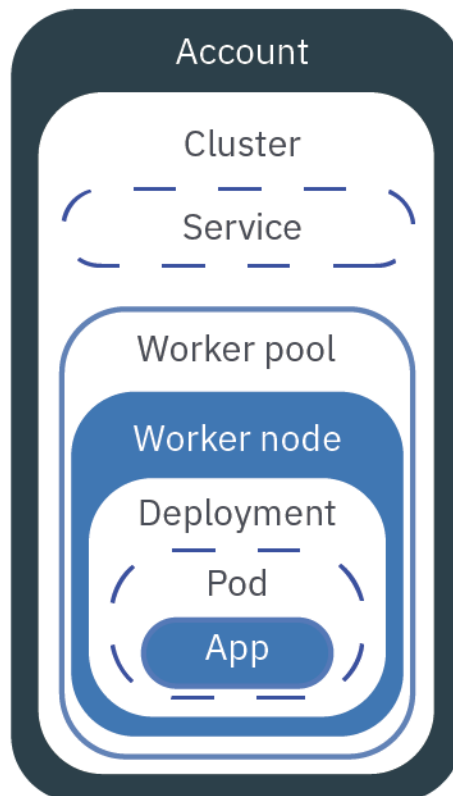 Account
Cluster
Service
Worker pool
Worker node
Deployment
Pod
App